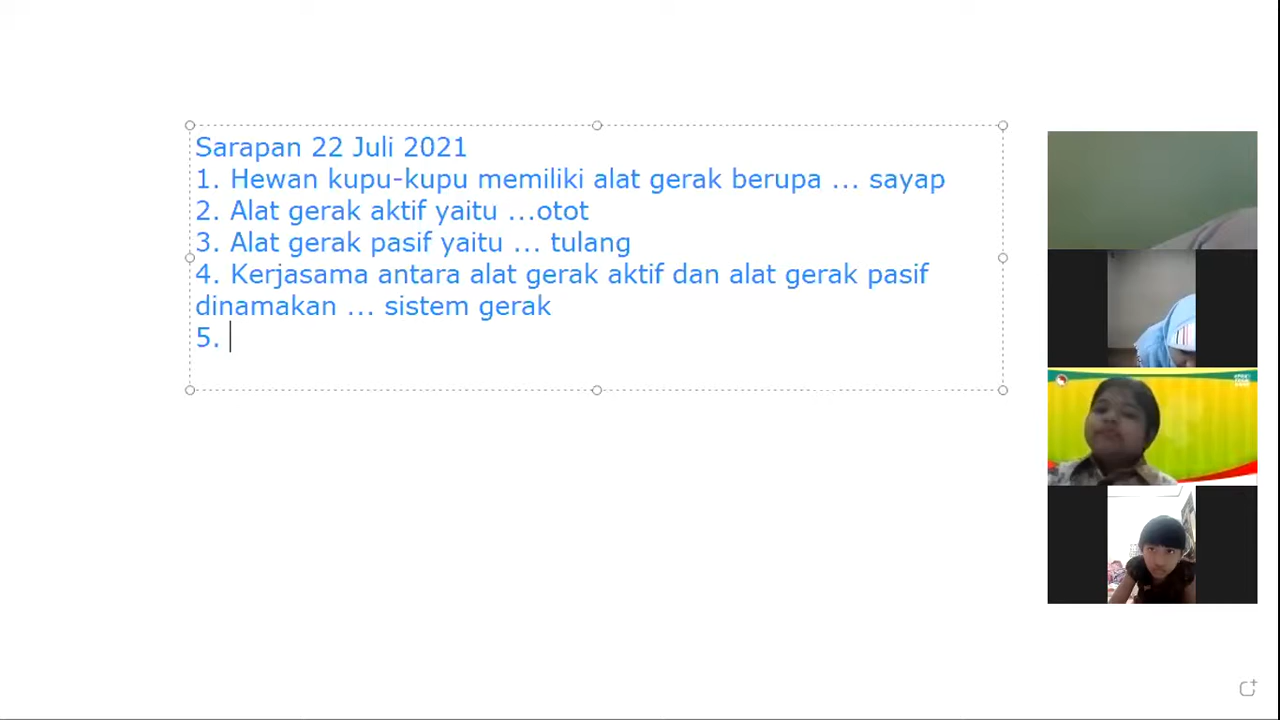 Sarapan 22 Juli 2021
1. Hewan kupu-kupu memiliki alat gerak berupa ... sayap
2. Alat gerak aktif yaitu ...otot
3. Alat gerak pasif yaitu ... tulang
4. Kerjasama antara alat gerak aktif dan alat gerak pasif
dinamakan ... sistem gerak
5.